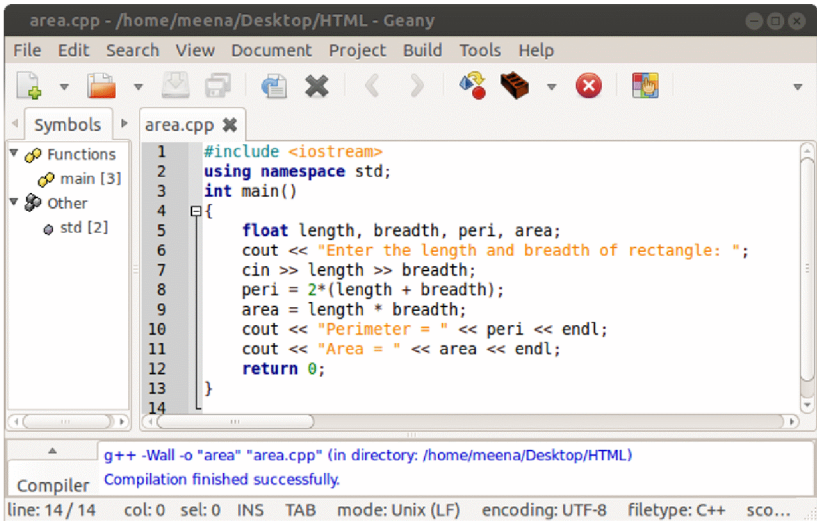 area.cpp - /home/meena/Desktop/HTML - Geany
File Edit Search View Document Project Build Tools Help
Symbols
area.cpp
Functions
main [3]
Other
std [2]
1 #include <iostream>
2 using namespace std;
3 int main()
4 {
5 float length, breadth, peri, area;
6 cout << "Enter the length and breadth of rectangle: ";
7 cin >> length >> breadth;
8 peri = 2*(length + breadth);
9 area = length * breadth;
10 cout << "Perimeter = " << peri << endl;
11 cout << "Area = " << area << endl;
12 return 0;
13 }
14
Compiler
g++ -Wall -o "area" "area.cpp" (in directory: /home/meena/Desktop/HTML)
Compilation finished successfully.
line: 14 / 14 col: 0 sel: 0 INS TAB mode: Unix (LF) encoding: UTF-8 filetype: C++ sco...